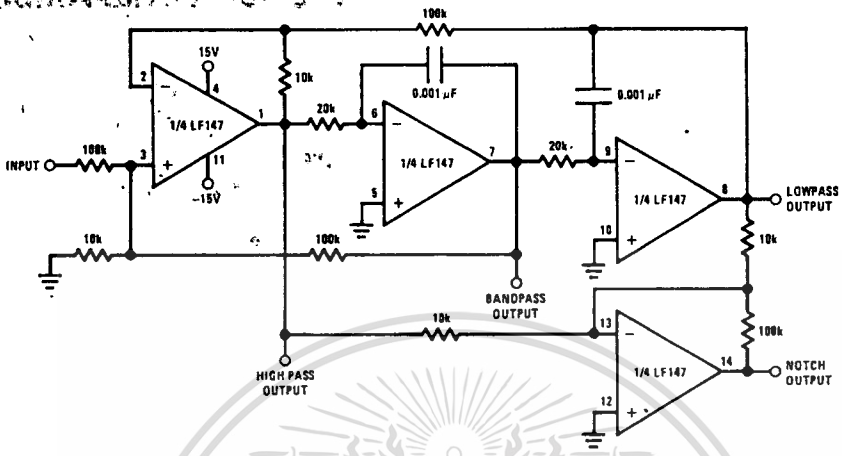 100k
15V
2
4
10k
0.001 µF
0.001 µF
20k
6
1
1/4 LF147
100k
3
INPUT
11
-15V
7
1/4 LF147
20k
9
5
8
1/4 LF147
LOWPASS
OUTPUT
10
10k
100k
10k
BANDPASS
OUTPUT
10k
13
100k
HIGH PASS
OUTPUT
1/4 LF147
14
NOTCH
OUTPUT
12